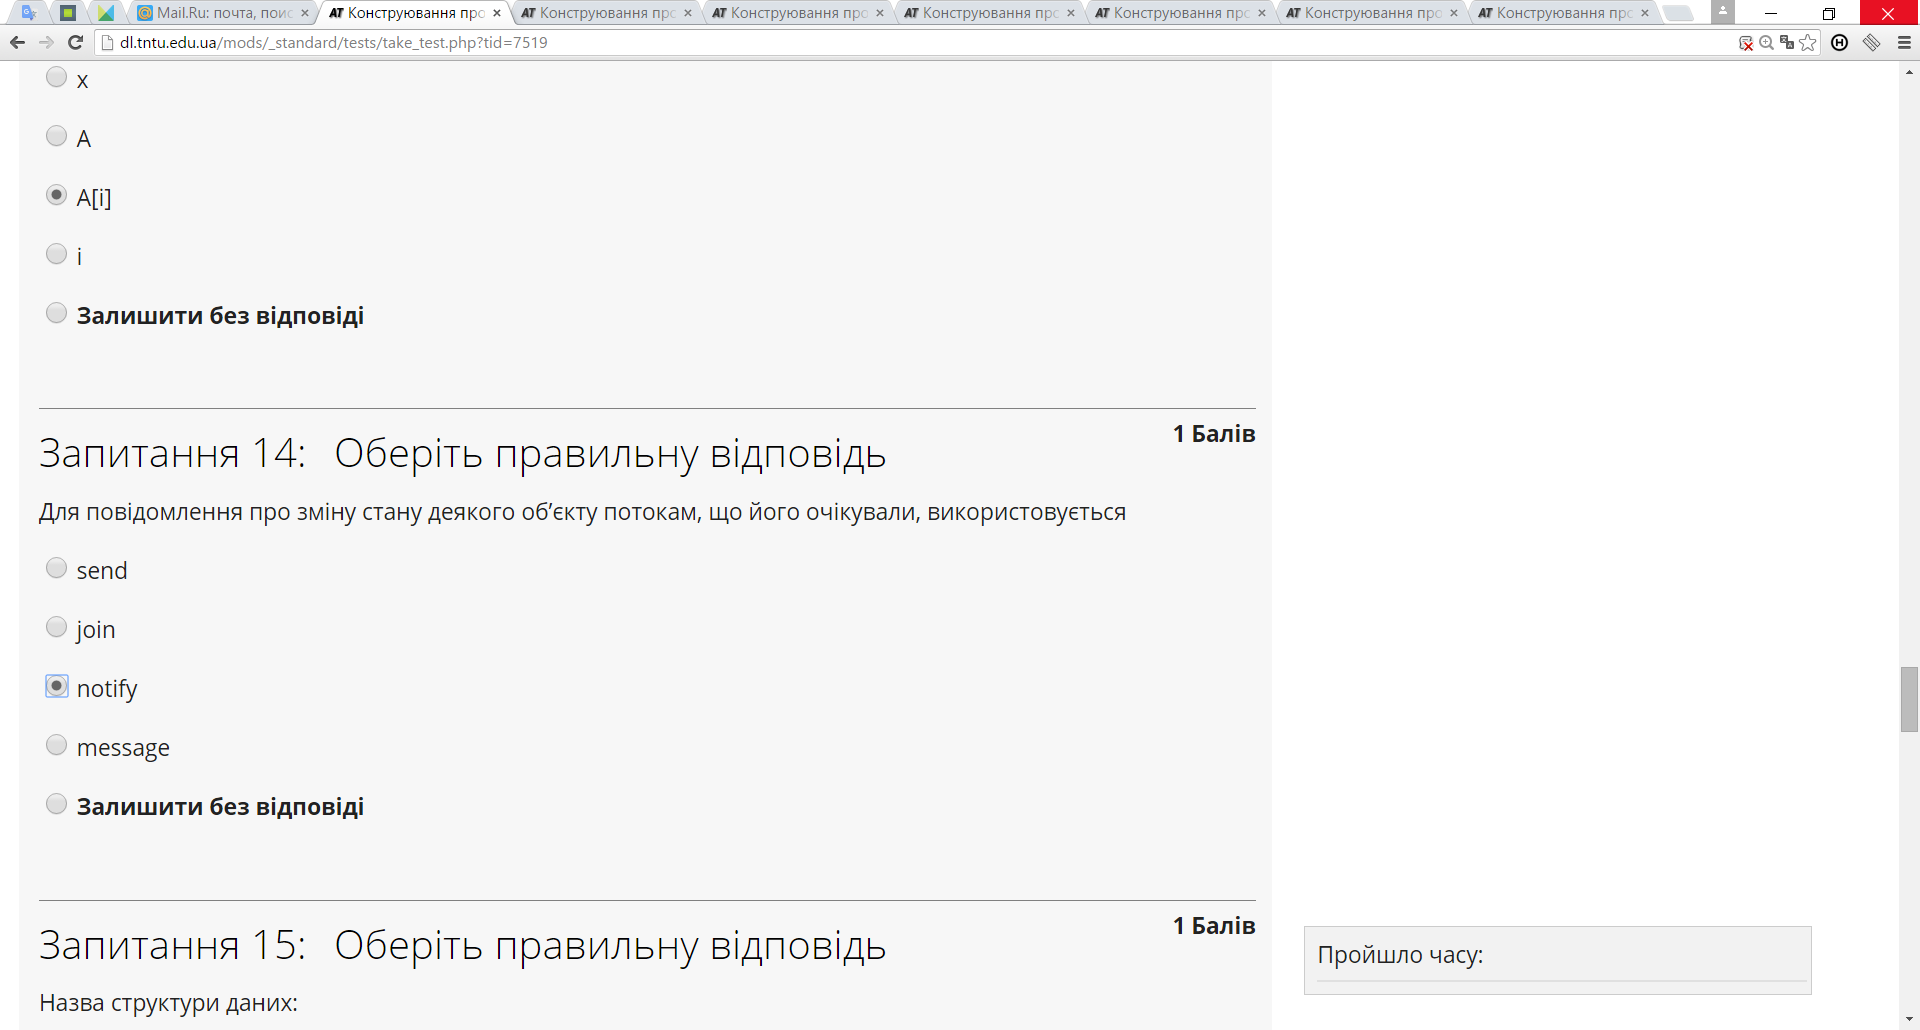 Mail.Ru: почта, поис
Конструювання про
Конструювання про
Конструювання про
Конструювання про
Конструювання про
Конструювання про
Конструювання про
dl.tntu.edu.ua/mods/_standard/tests/take_test.php?tid=7519
x
A
A[i]
i
Залишити без відповіді
1 Балів
Запитання 14: Оберіть правильну відповідь
Для повідомлення про зміну стану деякого об’єкту потокам, що його очікували, використовується
send
join
notify
message
Залишити без відповіді
1 Балів
Запитання 15: Оберіть правильну відповідь
Пройшло часу:
Назва структури даних: